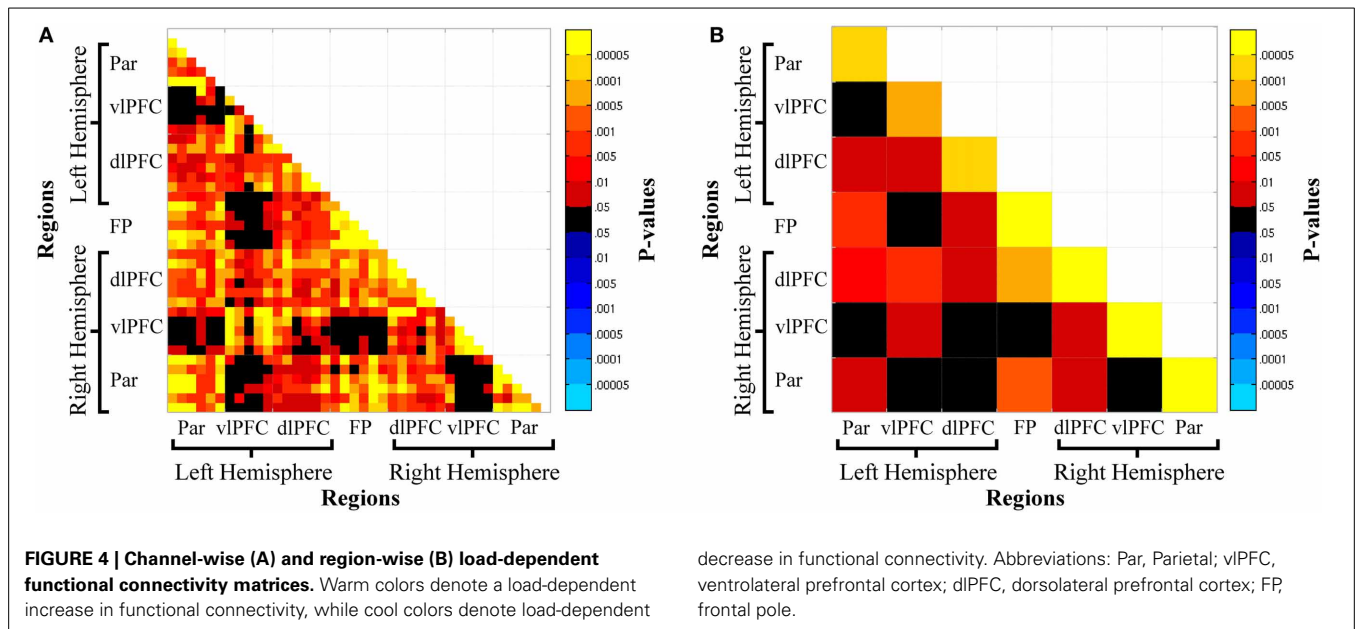 A
Regions
Left Hemisphere
Right Hemisphere
Par
vlPFC
dlPFC
FP
dlPFC
vlPFC
Par
Par vlPFC dlPFC FP dlPFC vlPFC Par
Left Hemisphere Right Hemisphere
Regions
.00005
.0001
.0005
.001
.005
.01
.05
.05
.01
.005
.001
.0005
.0001
.00005
P-values
B
Regions
Left Hemisphere
Right Hemisphere
Par
vlPFC
dlPFC
FP
dlPFC
vlPFC
Par
Par vlPFC dlPFC FP dlPFC vlPFC Par
Left Hemisphere Right Hemisphere
Regions
.00005
.0001
.0005
.001
.005
.01
.05
.05
.01
.005
.001
.0005
.0001
.00005
P-values
FIGURE 4 | Channel-wise (A) and region-wise (B) load-dependent
functional connectivity matrices. Warm colors denote a load-dependent
increase in functional connectivity, while cool colors denote load-dependent
decrease in functional connectivity. Abbreviations: Par, Parietal; vlPFC,
ventrolateral prefrontal cortex; dlPFC, dorsolateral prefrontal cortex; FP,
frontal pole.